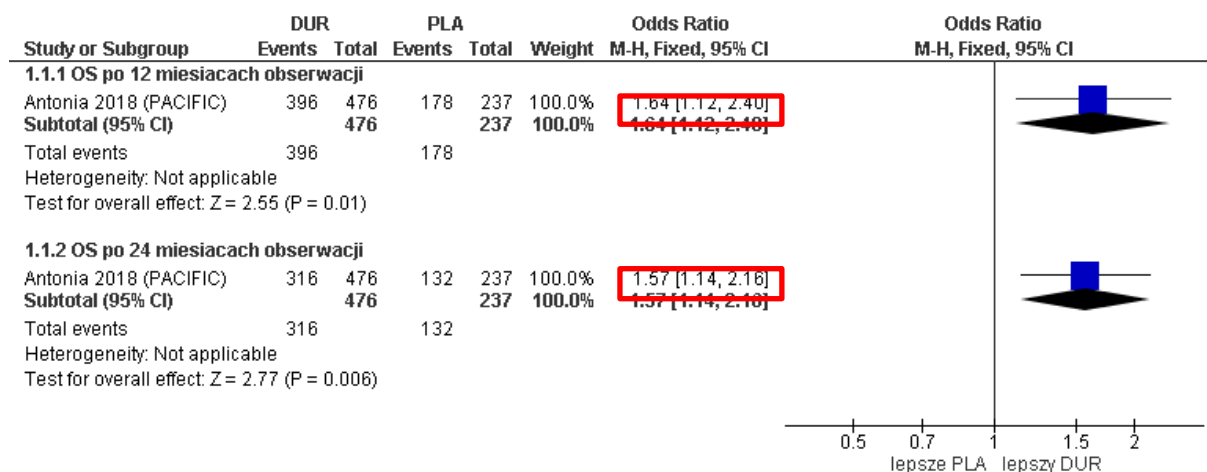 DUR PLA Odds Ratio Odds Ratio
Study or Subgroup Events Total Events Total Weight M-H, Fixed, 95% CI M-H, Fixed, 95% CI
1.1.1 OS po 12 miesiacach obserwacji
Antonia 2018 (PACIFIC) 396 476 178 237 100.0% 1.64 [1.12, 2.40]
Subtotal (95% CI) 476 237 100.0% 1.64 [1.12, 2.40]
Total events 396 178
Heterogeneity: Not applicable
Test for overall effect: Z = 2.55 (P = 0.01)
1.1.2 OS po 24 miesiacach obserwacji
Antonia 2018 (PACIFIC) 316 476 132 237 100.0% 1.57 [1.14, 2.16]
Subtotal (95% CI) 476 237 100.0% 1.57 [1.14, 2.16]
Total events 316 132
Heterogeneity: Not applicable
Test for overall effect: Z = 2.77 (P = 0.006)
0.5 0.7 1 1.5 2
lepsze PLA lepszy DUR